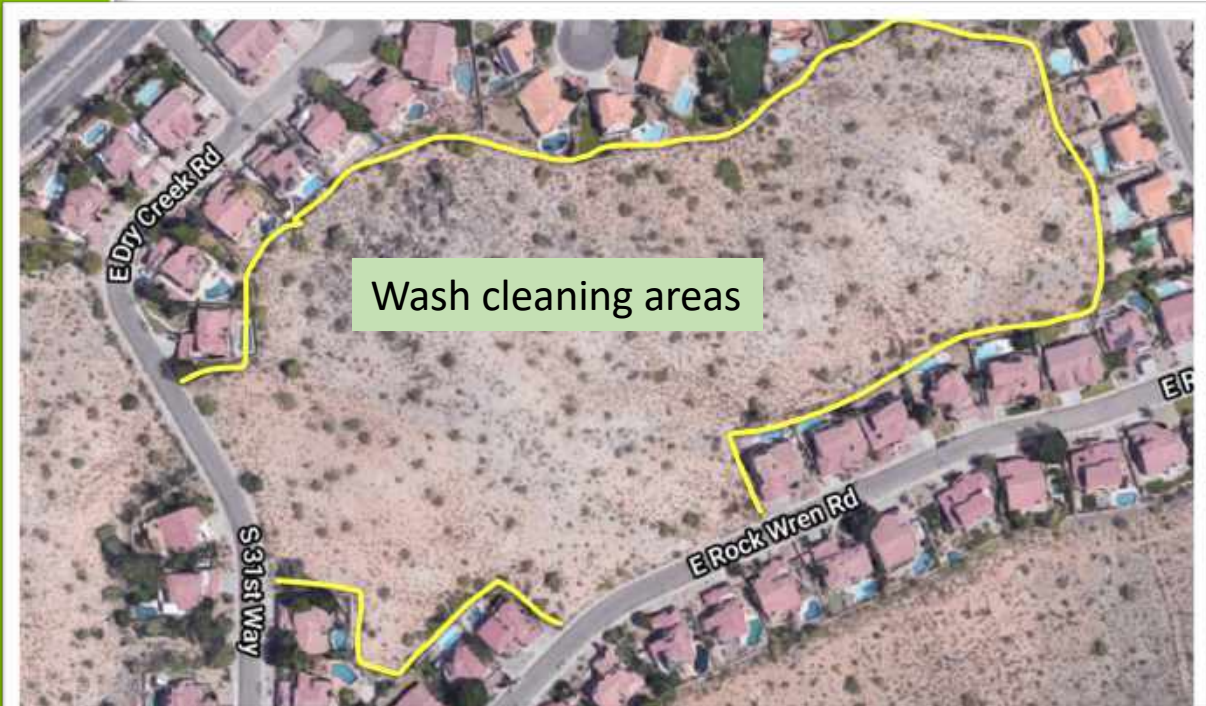 E Dry Creek Rd
Wash cleaning areas
E R
E Rock Wren Rd
S 31st Way